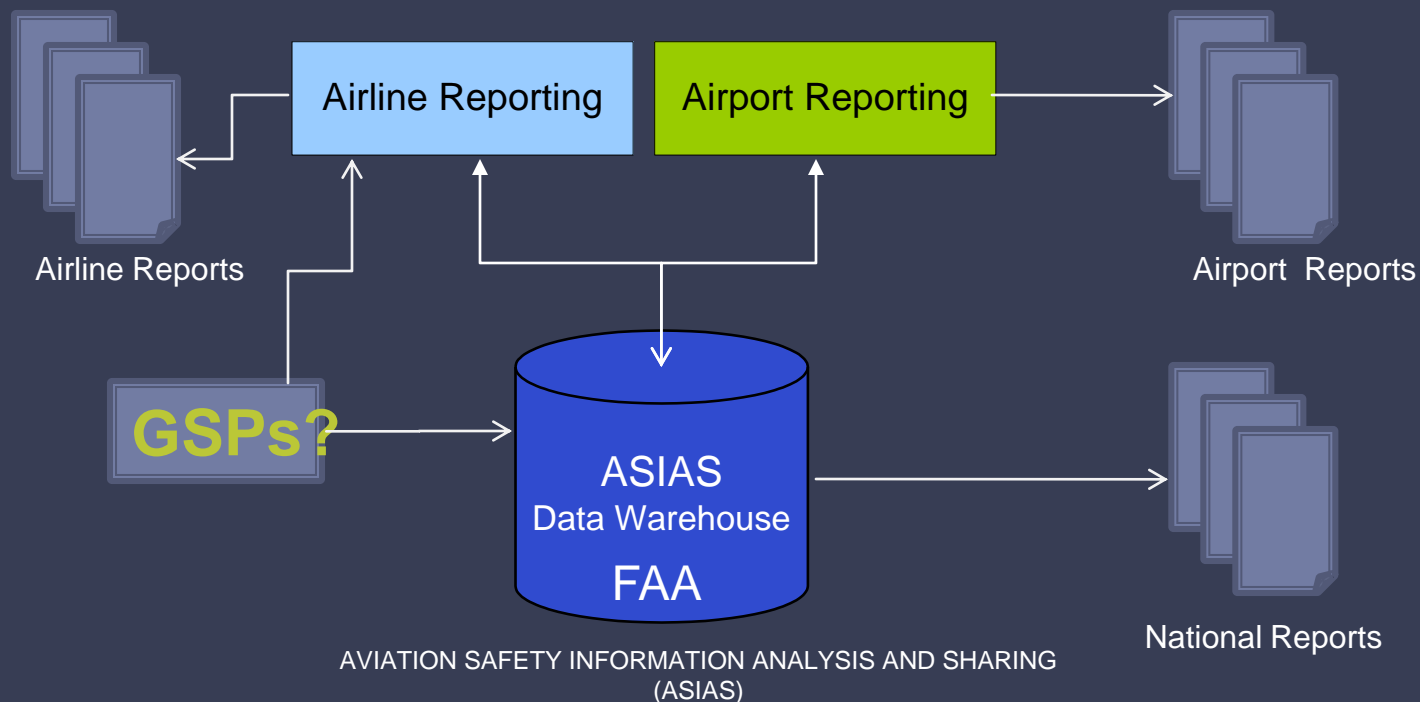 Airline Reporting
Airport Reporting
Airline Reports
Airport Reports
GSPs?
ASIAS
Data Warehouse
FAA
National Reports
AVIATION SAFETY INFORMATION ANALYSIS AND SHARING
(ASIAS)